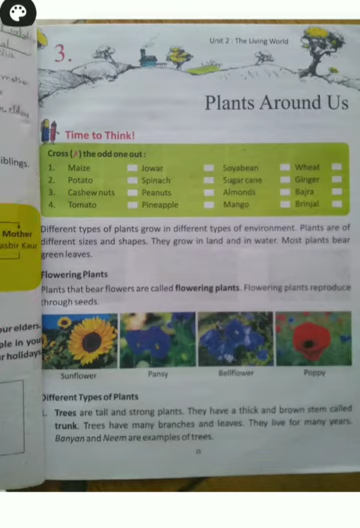 Unit 2 : The Living World
3.
Plants Around Us
Time to Think!
Cross (✗) the odd one out :
1. Maize Jowar Soyabean Wheat
2. Potato Spinach Sugar cane Ginger
3. Cashew nuts Peanuts Almonds Bajra
4. Tomato Pineapple Mango Brinjal
iblings.
Mother
asbir Kaur
Different types of plants grow in different types of environment. Plants are of
different sizes and shapes. They grow in land and in water. Most plants bear
green leaves.
Flowering Plants
Plants that bear flowers are called flowering plants. Flowering plants reproduce
through seeds.
our elders.
ple in you
r holidays
Sunflower Pansy Bellflower Poppy
Different Types of Plants
. Trees are tall and strong plants. They have a thick and brown stem called
trunk. Trees have many branches and leaves. They live for many years.
Banyan and Neem are examples of trees.